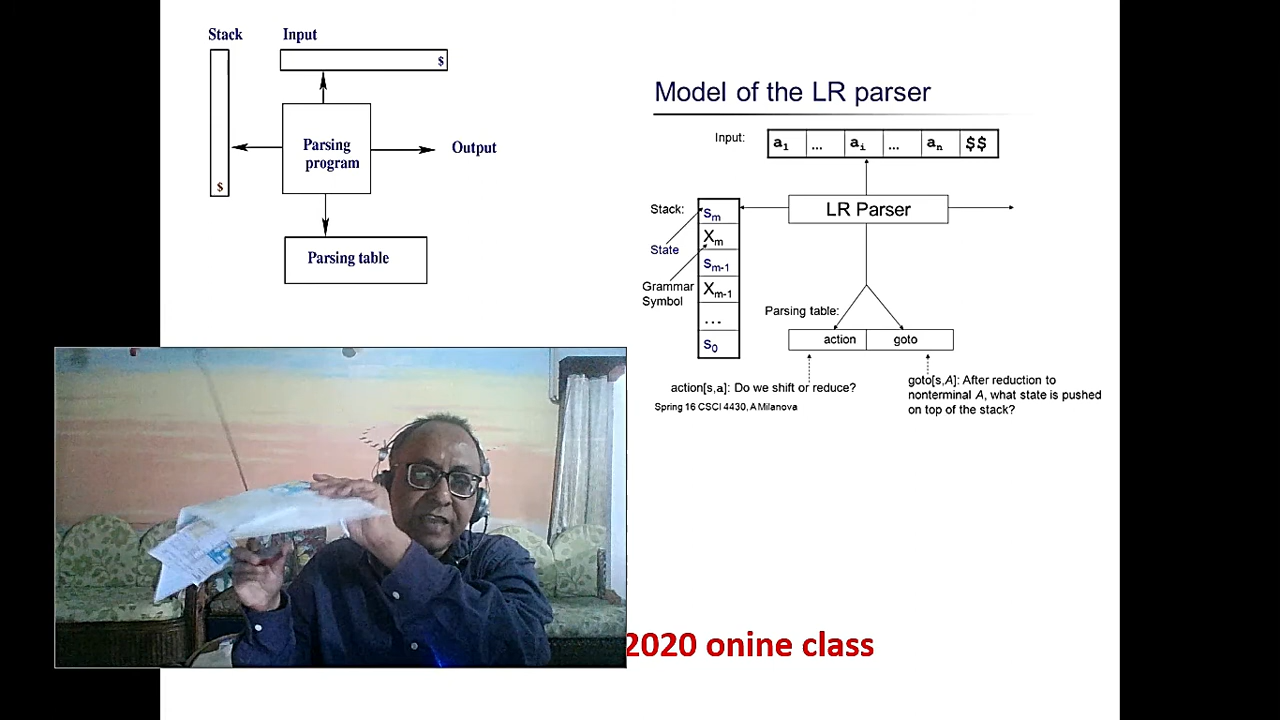 Stack Input
$
Parsing
program
Output
$
Parsing table
Model of the LR parser
Input: a1 ... ai ... an $$
LR Parser
Stack: sm
Xm
State
sm-1
Grammar
Symbol
Xm-1
...
s0
Parsing table:
action goto
action[s,a]: Do we shift or reduce?
goto[s,A]: After reduction to
nonterminal A, what state is pushed
on top of the stack?
Spring 16 CSCI 4430, A Milanova
2020 onine class